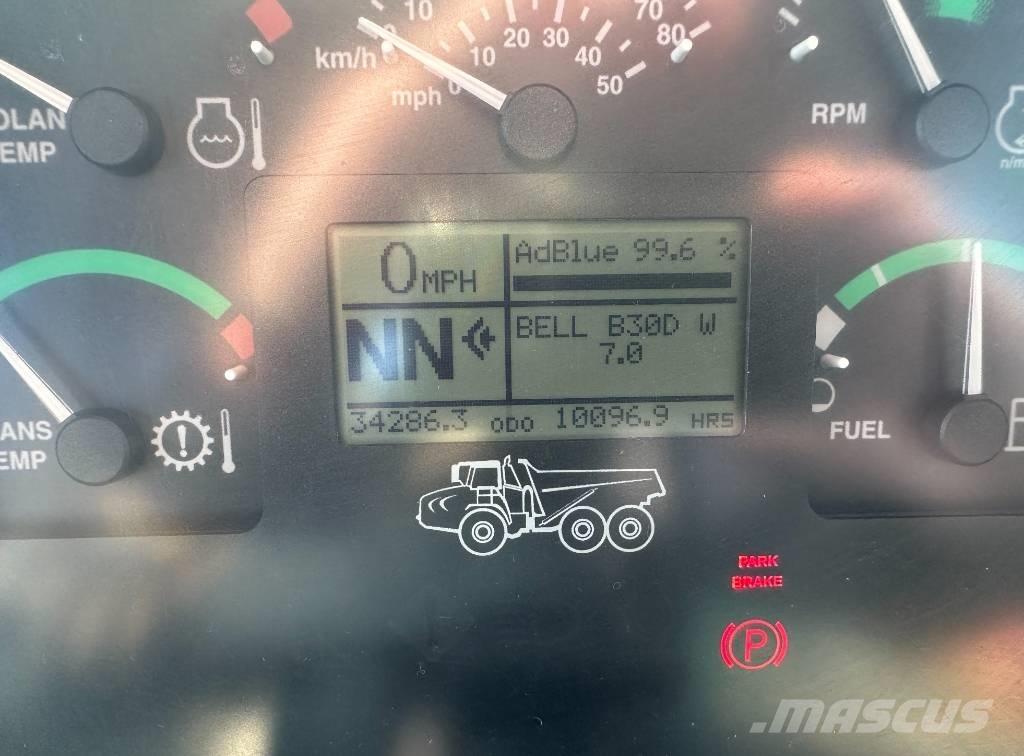 10 70
km/h 0 10 20 30 40 80
mph 0 50
RPM
OLAN
EMP
n/m
0 MPH AdBlue 99.6 %
NN BELL B30D W
7.0
34286.3 ODO 10096.9 HRS
ANS
EMP
FUEL
PARK
BRAKE
P
.MASCUS